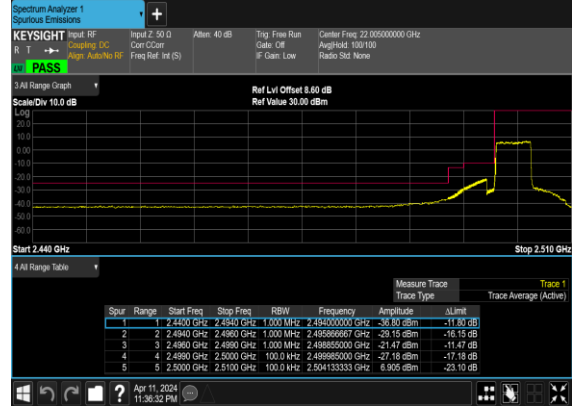 Spectrum Analyzer 1
Spurious Emissions
KEYSIGHT Input: RF Input Z: 50 Ω Atten: 40 dB Trig: Free Run Center Freq: 22.005000000 GHz
R T Coupling: DC Corr CCorr Gate: Off Avg|Hold: 100/100
Align: Auto/No RF Freq Ref: Int (S) IF Gain: Low Radio Std: None
PASS
3 All Range Graph
Ref Lvl Offset 8.60 dB
Scale/Div 10.0 dB Ref Value 30.00 dBm
Log
20.0
10.0
0.00
-10.0
-20.0
-30.0
-40.0
-50.0
-60.0
Start 2.440 GHz Stop 2.510 GHz
4 All Range Table
Measure Trace Trace 1
Trace Type Trace Average (Active)
Spur Range Start Freq Stop Freq RBW Frequency Amplitude ΔLimit
1 1 2.4400 GHz 2.4940 GHz 1.000 MHz 2.494000000 GHz -36.80 dBm -11.80 dB
2 2 2.4940 GHz 2.4960 GHz 1.000 MHz 2.495866667 GHz -29.15 dBm -16.15 dB
3 3 2.4960 GHz 2.4990 GHz 1.000 MHz 2.498855000 GHz -21.47 dBm -11.47 dB
4 4 2.4990 GHz 2.5000 GHz 100.0 kHz 2.499985000 GHz -27.18 dBm -17.18 dB
5 5 2.5000 GHz 2.5100 GHz 100.0 kHz 2.504133333 GHz 6.905 dBm -23.10 dB
? Apr 11, 2024
11:36:32 PM